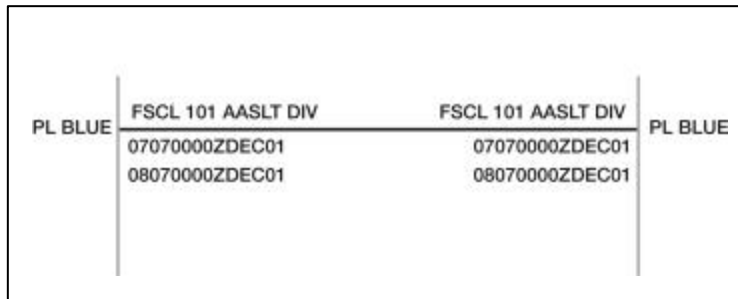 FSCL 101 AASLT DIV FSCL 101 AASLT DIV
PL BLUE PL BLUE
07070000ZDEC01 07070000ZDEC01
08070000ZDEC01 08070000ZDEC01